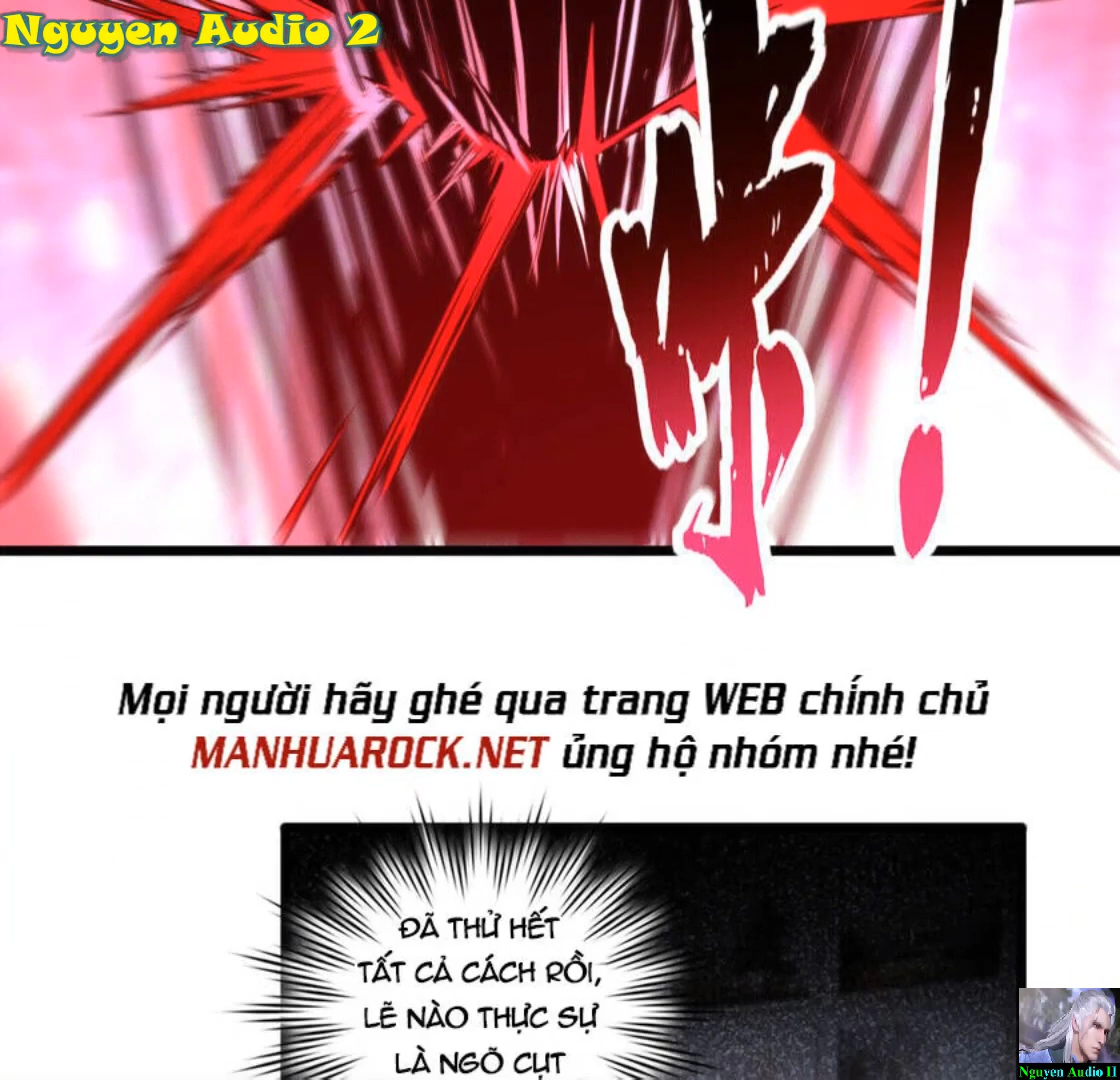 Nguyen Audio 2
Mọi người hãy ghé qua trang WEB chính chủ
MANHUAROCK.NET ủng hộ nhóm nhé!
ĐÃ THỬ HẾT
TẤT CẢ CÁCH RỒI,
LẼ NÀO THỰC SỰ
LÀ NGÕ CỤT
Nguyen Audio II